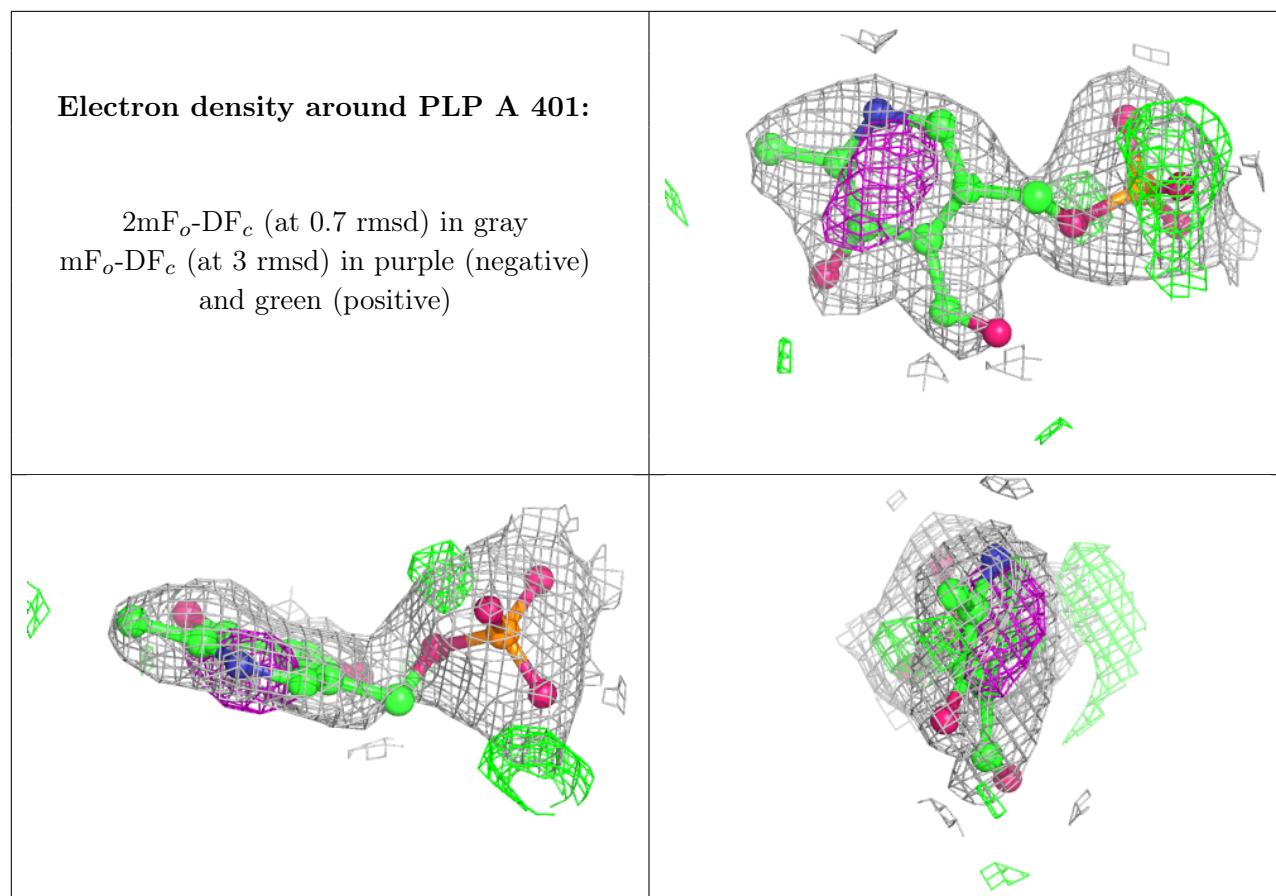 Electron density around PLP A 401:
2mFo-DFc (at 0.7 rmsd) in gray
mFo-DFc (at 3 rmsd) in purple (negative)
and green (positive)